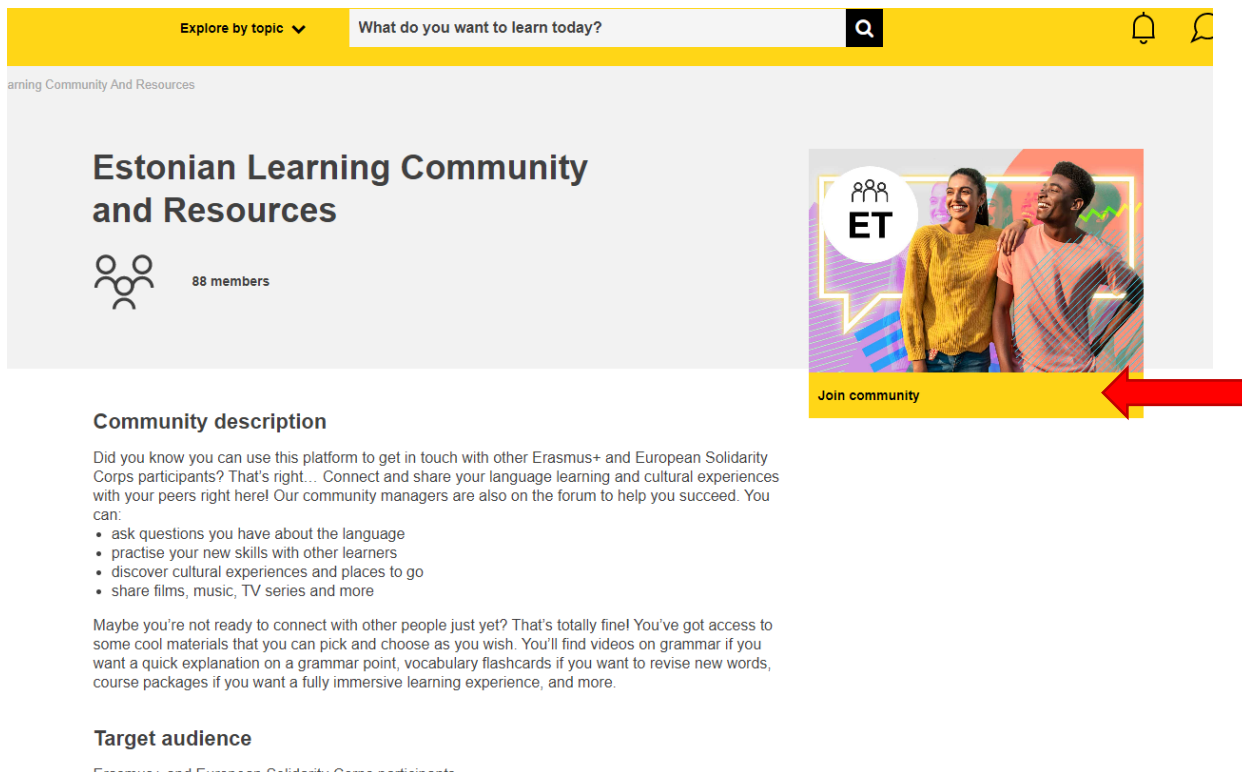 Explore by topic
What do you want to learn today?
arning Community And Resources
Estonian Learning Community
and Resources
88 members
ET
Join community
Community description
Did you know you can use this platform to get in touch with other Erasmus+ and European Solidarity
Corps participants? That's right… Connect and share your language learning and cultural experiences
with your peers right here! Our community managers are also on the forum to help you succeed. You
can:
• ask questions you have about the language
• practise your new skills with other learners
• discover cultural experiences and places to go
• share films, music, TV series and more
Maybe you're not ready to connect with other people just yet? That's totally fine! You've got access to
some cool materials that you can pick and choose as you wish. You'll find videos on grammar if you
want a quick explanation on a grammar point, vocabulary flashcards if you want to revise new words,
course packages if you want a fully immersive learning experience, and more.
Target audience
Erasmus+ and European Solidarity Corps participants